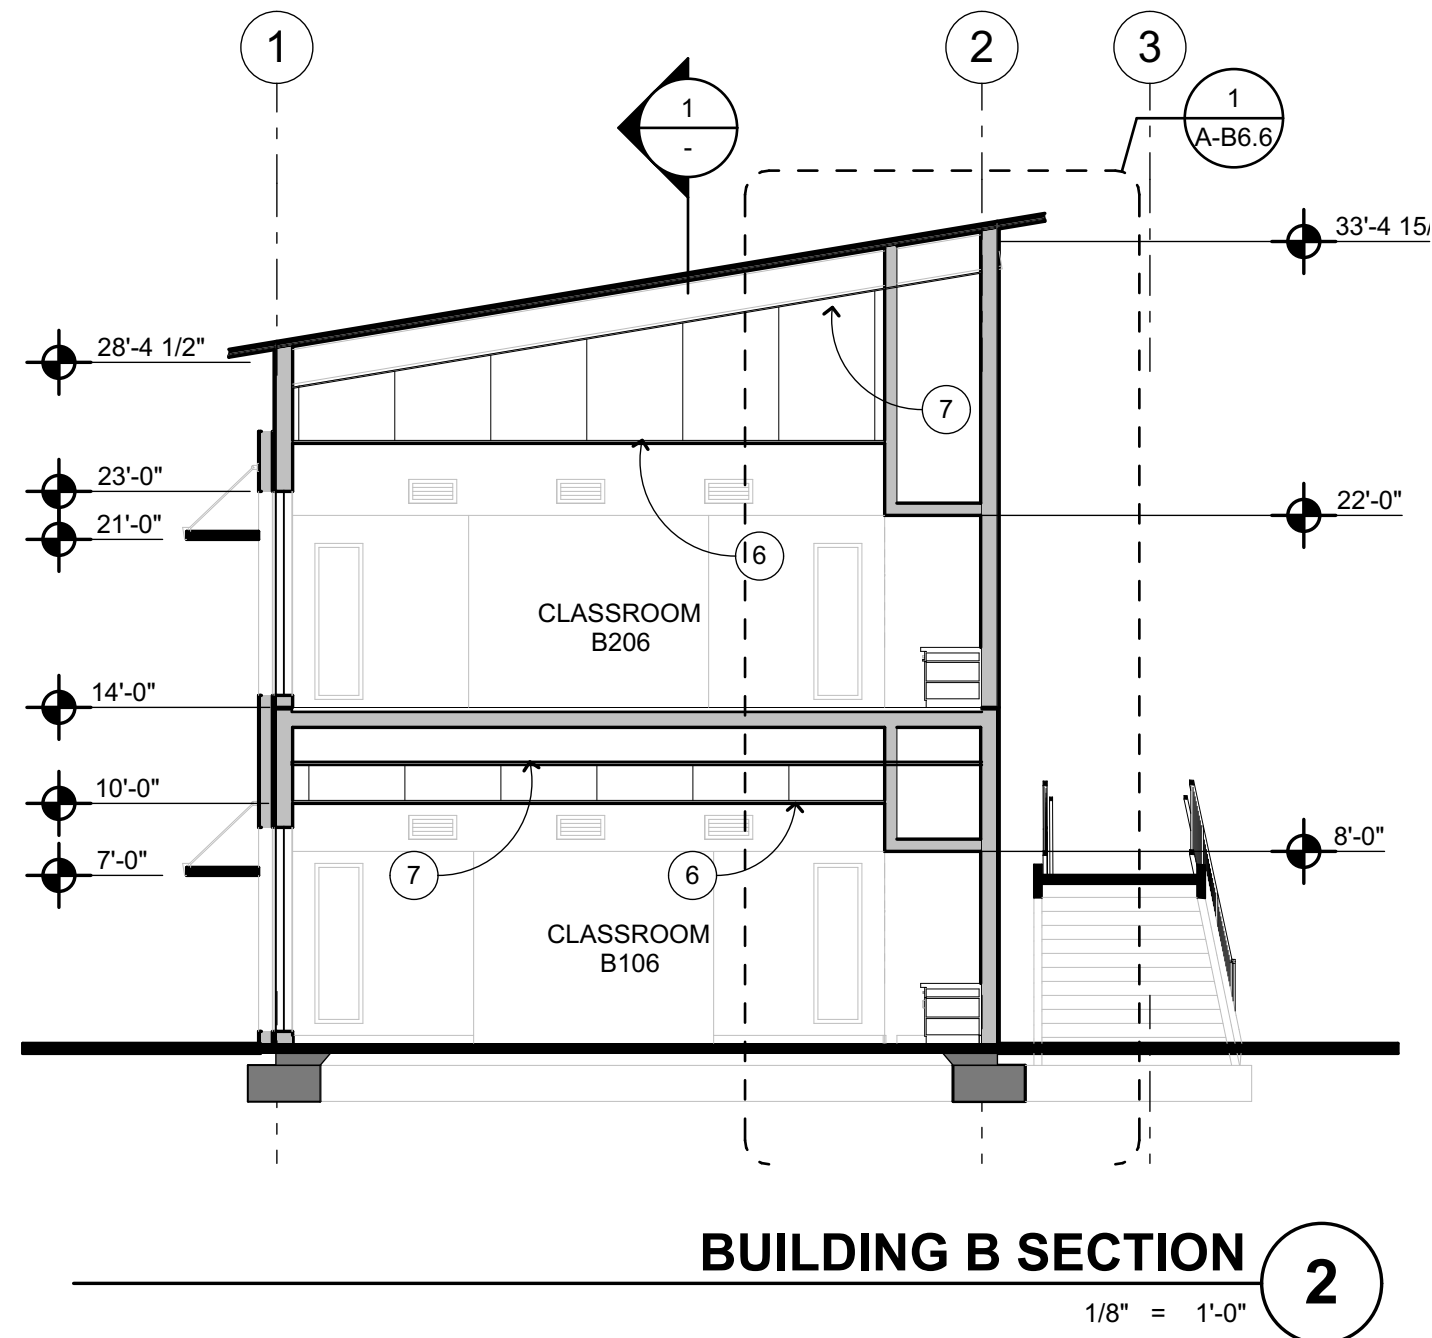 1
2
3
1
-
1
A-B6.6
33'-4 15/
28'-4 1/2"
7
23'-0"
21'-0"
22'-0"
6
CLASSROOM
B206
14'-0"
10'-0"
7'-0"
8'-0"
7
6
CLASSROOM
B106
BUILDING B SECTION
2
1/8" = 1'-0"